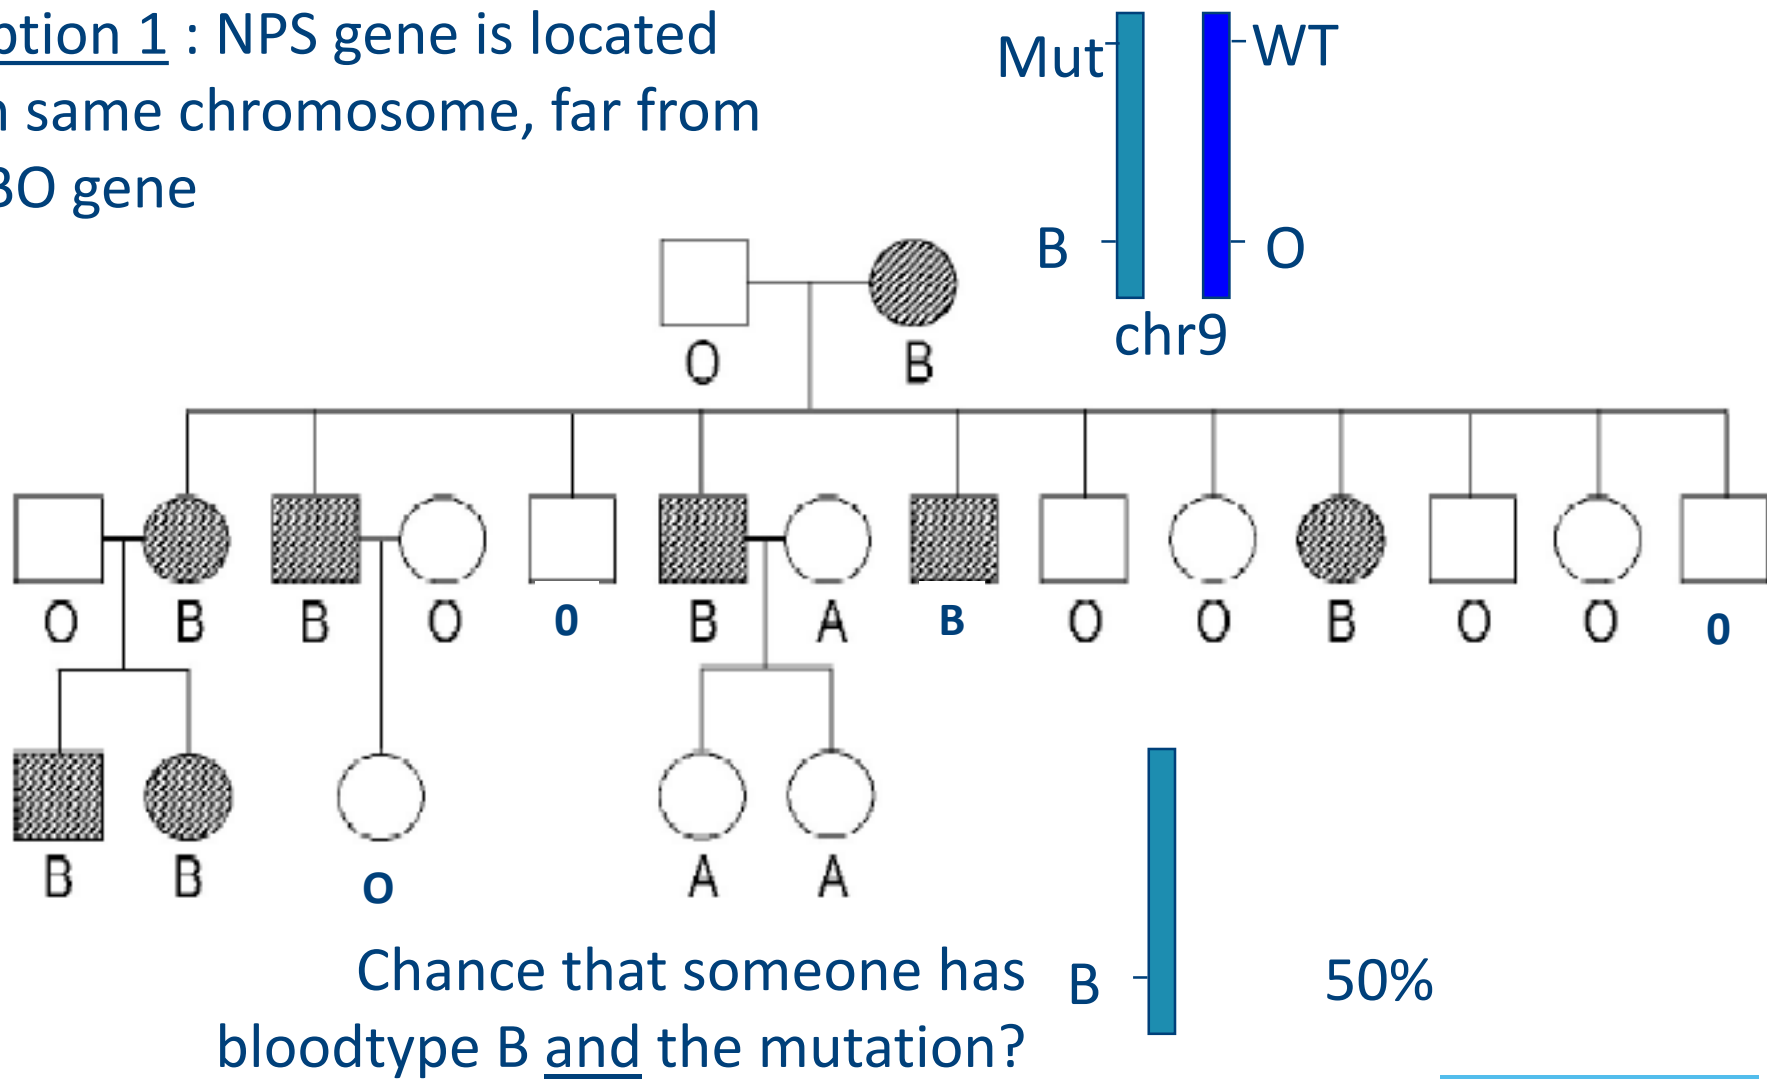 ption 1 : NPS gene is located
same chromosome, far from
BO gene
Mut WT
B O
chr9
O B
O B B O 0 B A B O O B O O 0
B B O A A
Chance that someone has B 50%
bloodtype B and the mutation?